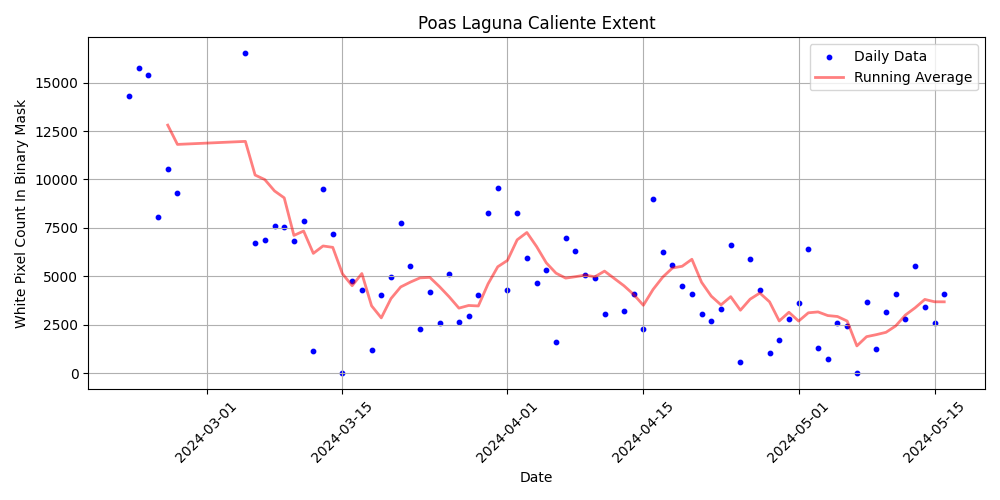 Poas Laguna Caliente Extent
Daily Data
Running Average
White Pixel Count In Binary Mask
15000
12500
10000
7500
5000
2500
0
2024-03-01
2024-03-15
2024-04-01
2024-04-15
2024-05-01
2024-05-15
Date